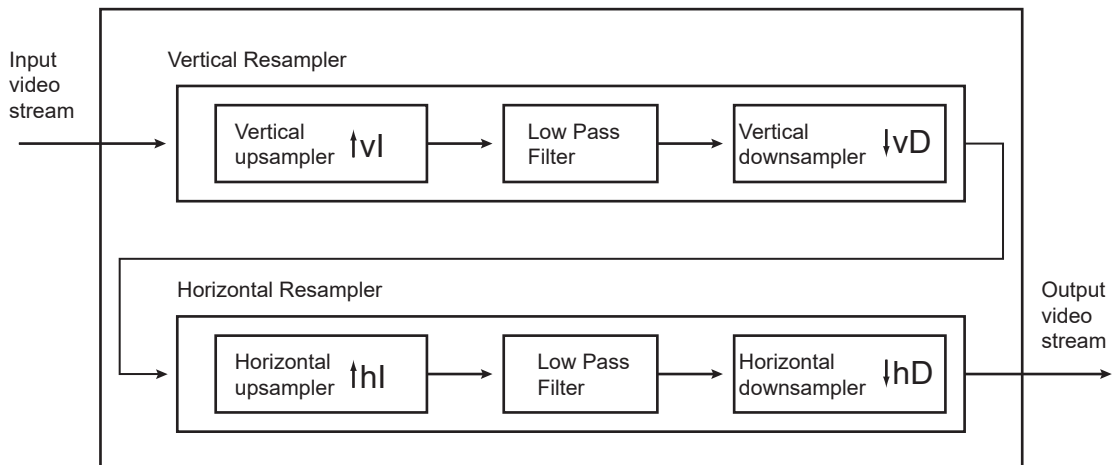 Input
video
stream
Vertical Resampler
Vertical
upsampler
vI
Low Pass
Filter
Vertical
downsampler
vD
Horizontal Resampler
Horizontal
upsampler
hI
Low Pass
Filter
Horizontal
downsampler
hD
Output
video
stream